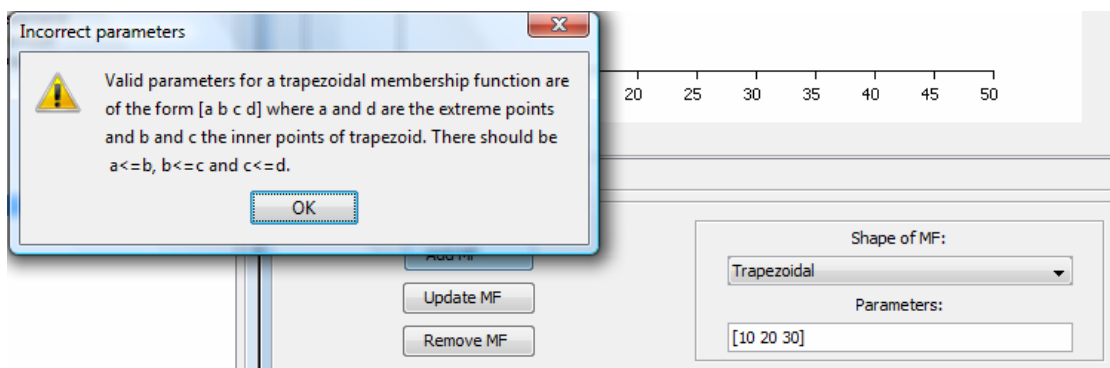 Incorrect parameters
Valid parameters for a trapezoidal membership function are
of the form [a b c d] where a and d are the extreme points
and b and c the inner points of trapezoid. There should be
a<=b, b<=c and c<=d.
OK
20 25 30 35 40 45 50
Add MF
Update MF
Remove MF
Shape of MF:
Trapezoidal
Parameters:
[10 20 30]